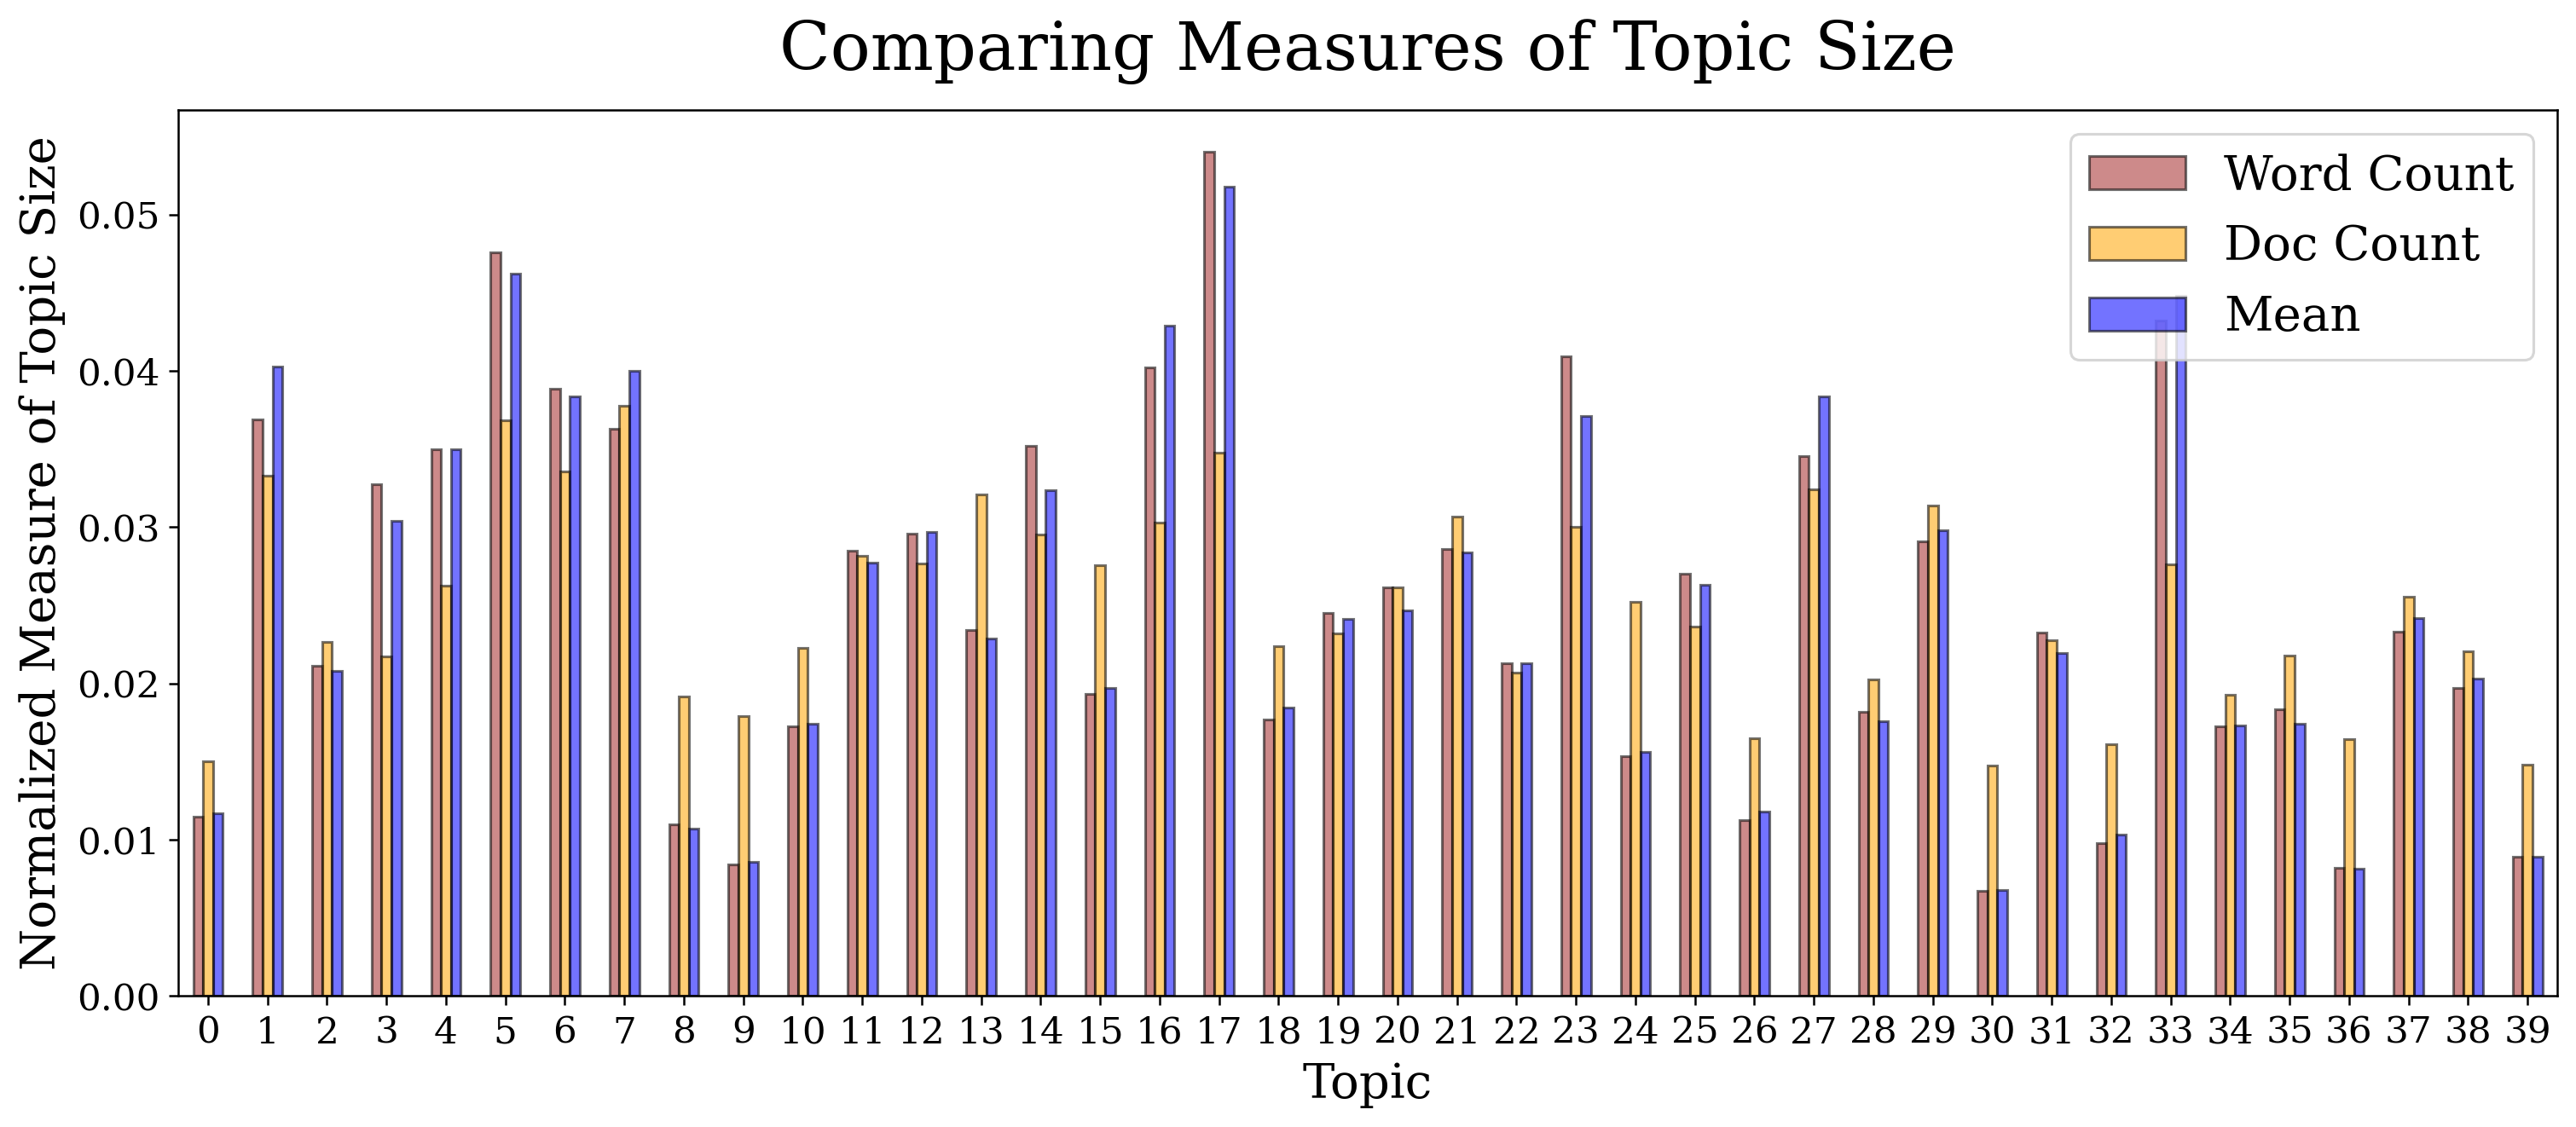 Comparing Measures of Topic Size
Normalized Measure of Topic Size
0.05
0.04
0.03
0.02
0.01
0.00
Word Count
Doc Count
Mean
0 1 2 3 4 5 6 7 8 9 10 11 12 13 14 15 16 17 18 19 20 21 22 23 24 25 26 27 28 29 30 31 32 33 34 35 36 37 38 39
Topic